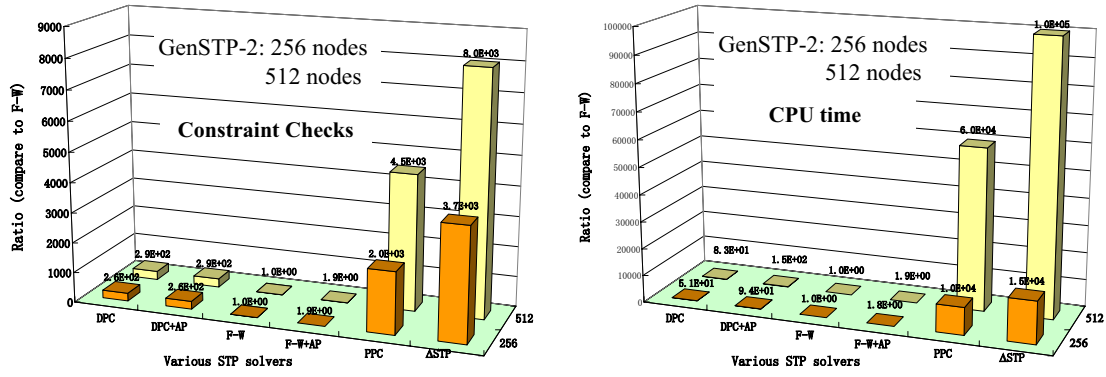 Ratio (compare to F-W)
9000
8000
7000
6000
5000
4000
3000
2000
1000
0
GenSTP-2: 256 nodes
512 nodes
Constraint Checks
8.0E+03
4.5E+03
3.7E+03
2.0E+03
2.9E+02
2.9E+02
1.0E+00
1.9E+00
2.6E+02
2.6E+02
1.0E+00
1.9E+00
DPC
DPC+AP
F-W
F-W+AP
PPC
ΔSTP
256
512
Various STP solvers
Ratio (compare to F-W)
100000
90000
80000
70000
60000
50000
40000
30000
20000
10000
0
GenSTP-2: 256 nodes
512 nodes
CPU time
1.0E+05
6.0E+04
8.3E+01
1.5E+02
1.0E+00
1.9E+00
1.0E+04
1.5E+04
5.1E+01
9.4E+01
1.0E+00
1.8E+00
DPC
DPC+AP
F-W
F-W+AP
PPC
ΔSTP
256
512
Various STP solvers